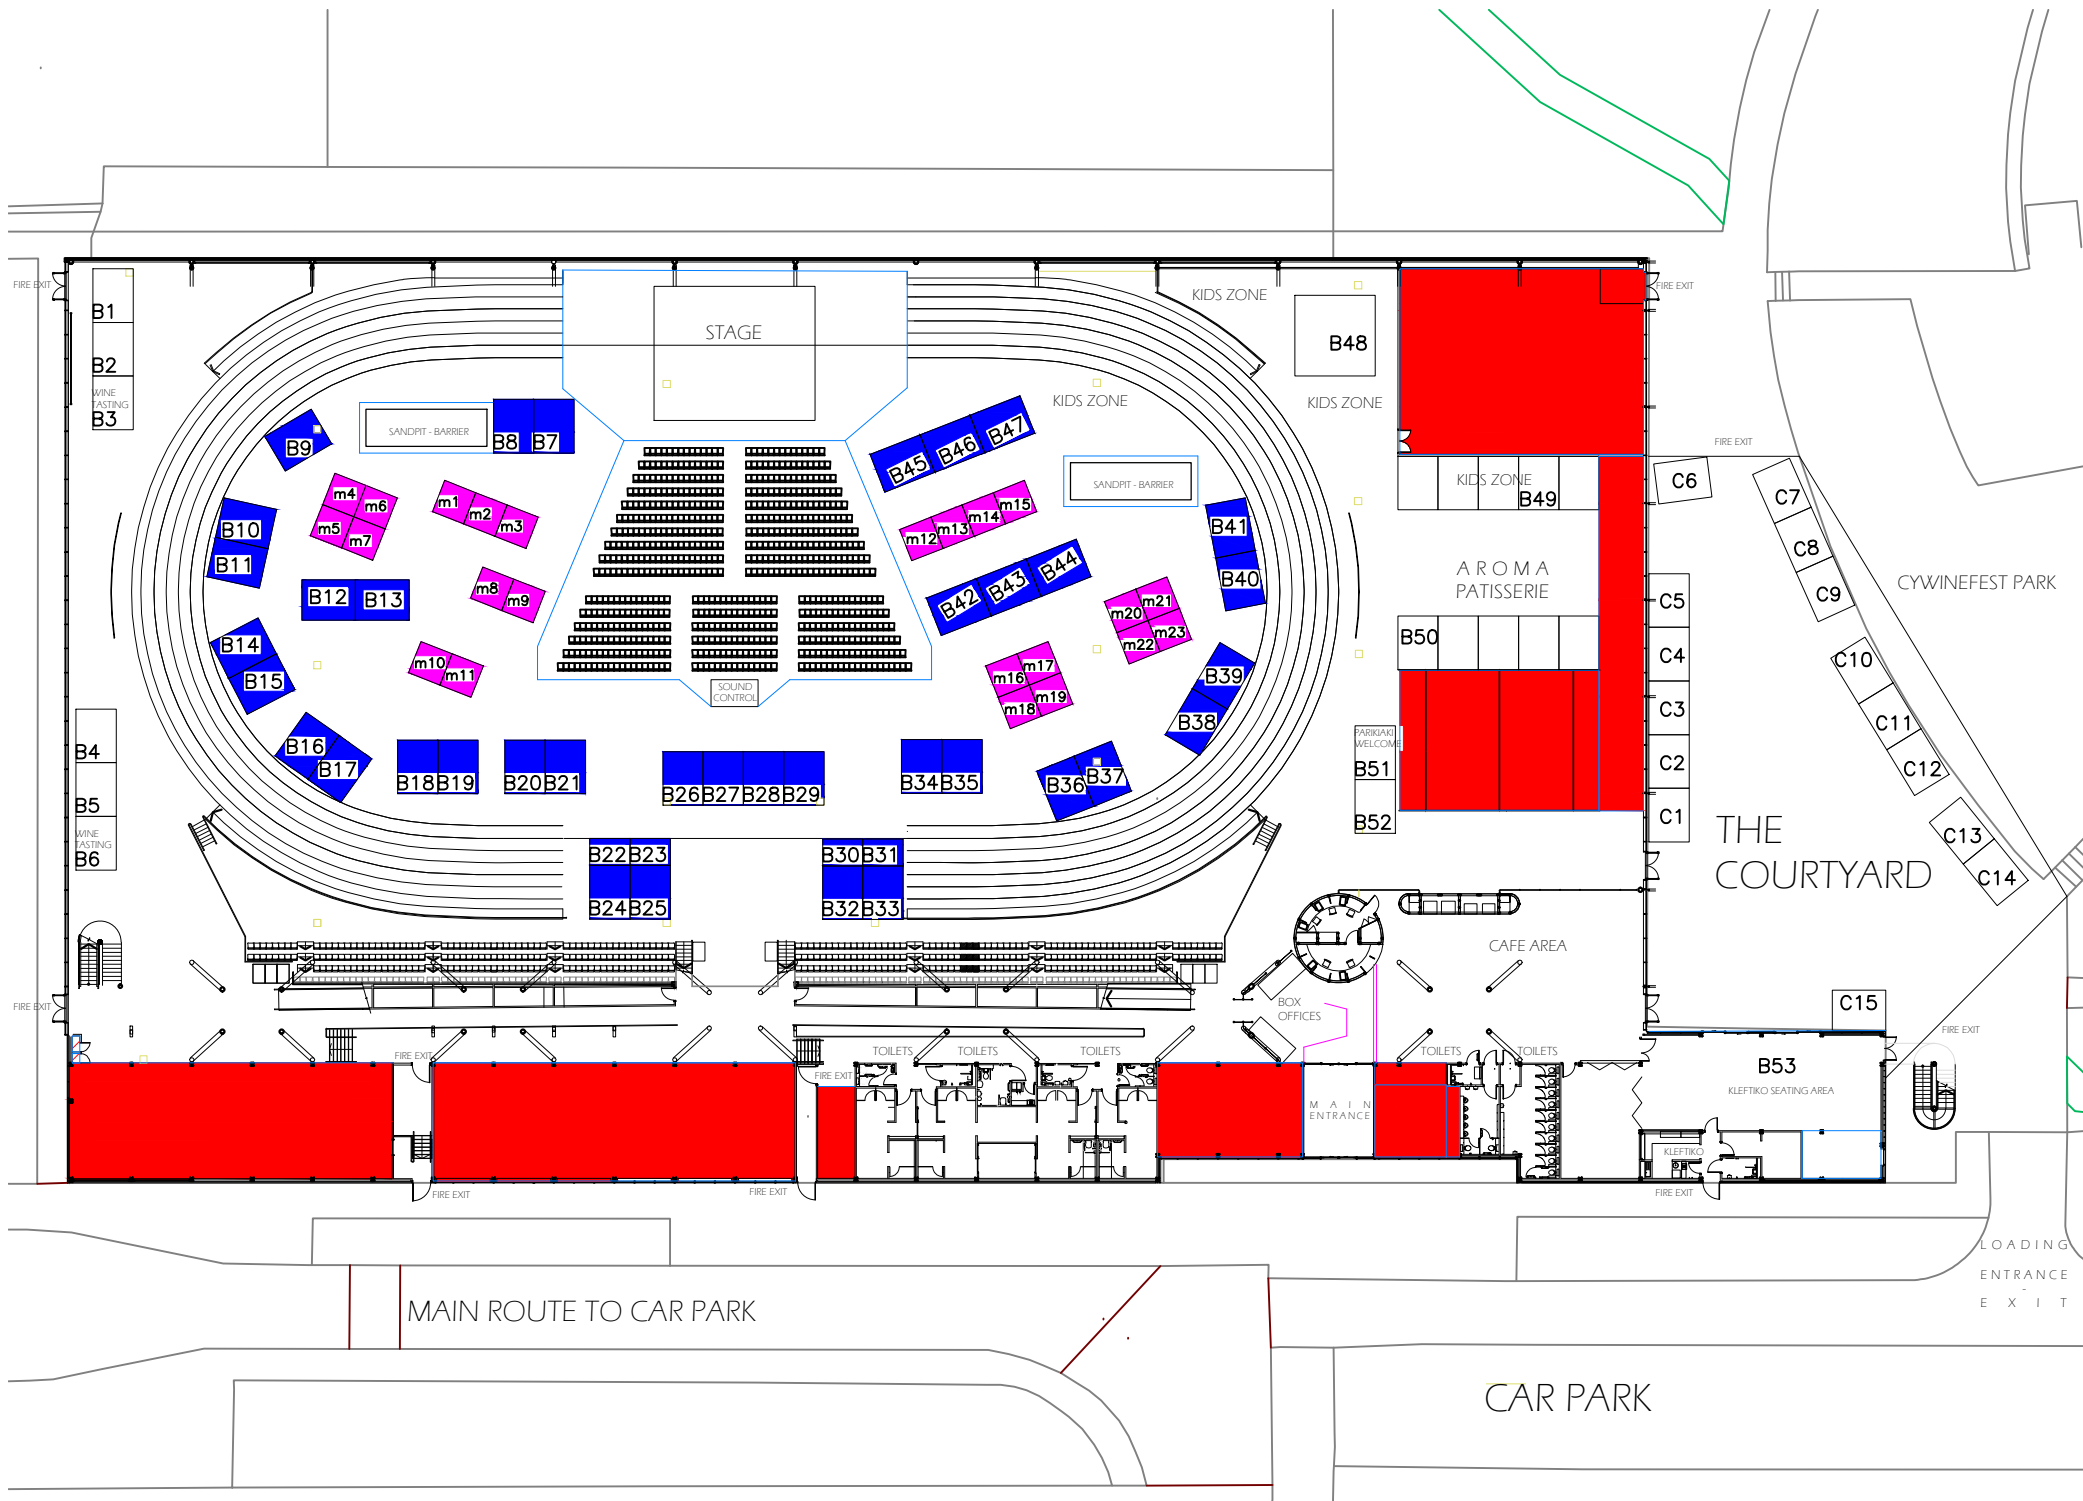 FIRE EXIT
B1
B2
WINE
TASTING
B3
STAGE
KIDS ZONE
B48
KIDS ZONE
KIDS ZONE
FIRE EXIT
FIRE EXIT
SANDPIT - BARRIER
B8
B7
B9
B45
B46
B47
SANDPIT - BARRIER
KIDS ZONE
B49
C6
C7
C8
C9
m4
m6
m5
m7
m1
m2
m3
m12
m13
m14
m15
B10
B11
B41
B40
B12
B13
m8
m9
B42
B43
B44
m20
m21
m22
m23
AROMA
PATISSERIE
B50
C5
C4
C3
C2
C1
CYWINEFEST PARK
C10
C11
C12
C13
C14
B14
B15
m10
m11
m16
m17
m18
m19
B39
B38
SOUND
CONTROL
B4
B5
WINE
TASTING
B6
B16
B17
B18
B19
B20
B21
B26
B27
B28
B29
B34
B35
B36
B37
PARIKIAKI
WELCOME
B51
B52
THE
COURTYARD
B22
B23
B24
B25
B30
B31
B32
B33
CAFE AREA
BOX
OFFICES
C15
FIRE EXIT
FIRE EXIT
FIRE EXIT
FIRE EXIT
TOILETS
TOILETS
TOILETS
TOILETS
TOILETS
MAIN
ENTRANCE
B53
KLEFTIKO SEATING AREA
KLEFTIKO
FIRE EXIT
FIRE EXIT
FIRE EXIT
LOADING
ENTRANCE
-
EXIT
MAIN ROUTE TO CAR PARK
CAR PARK